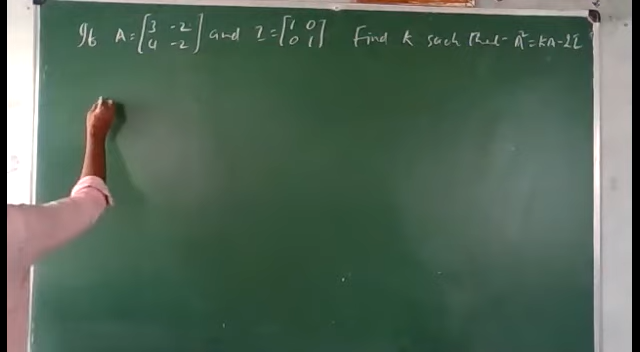 If A = [3 -2 4 -2] and I = [1 0 0 1] Find k such that A² = kA - 2I